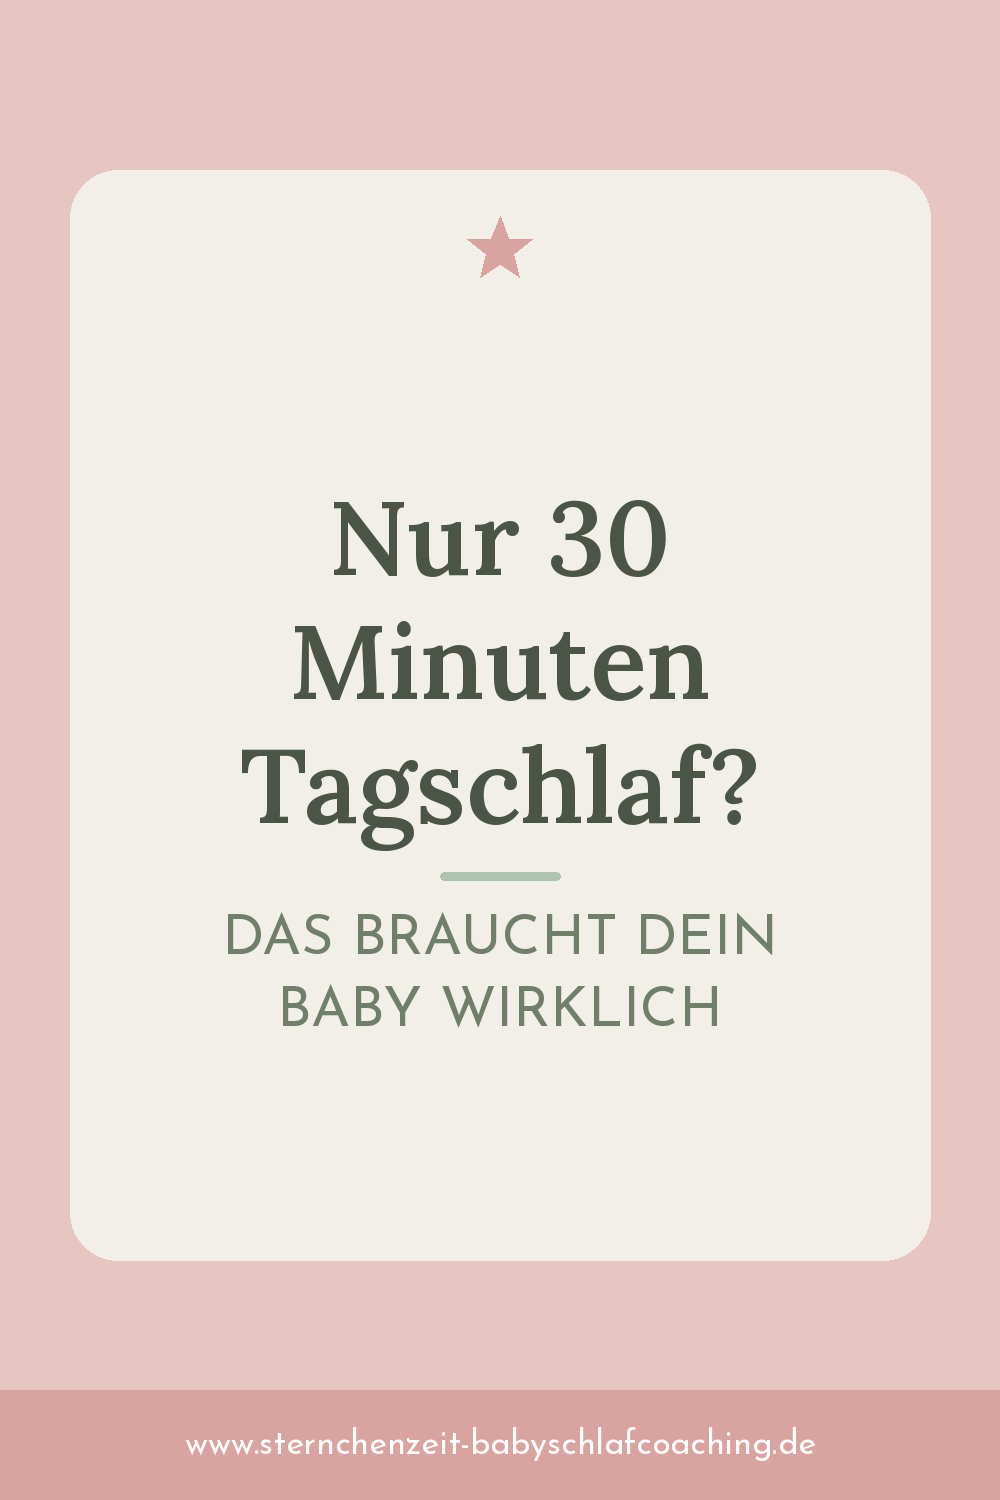 Nur 30
Minuten
Tagschlaf?
DAS BRAUCHT DEIN
BABY WIRKLICH
www.sternchenzeit-babyschlafcoaching.de